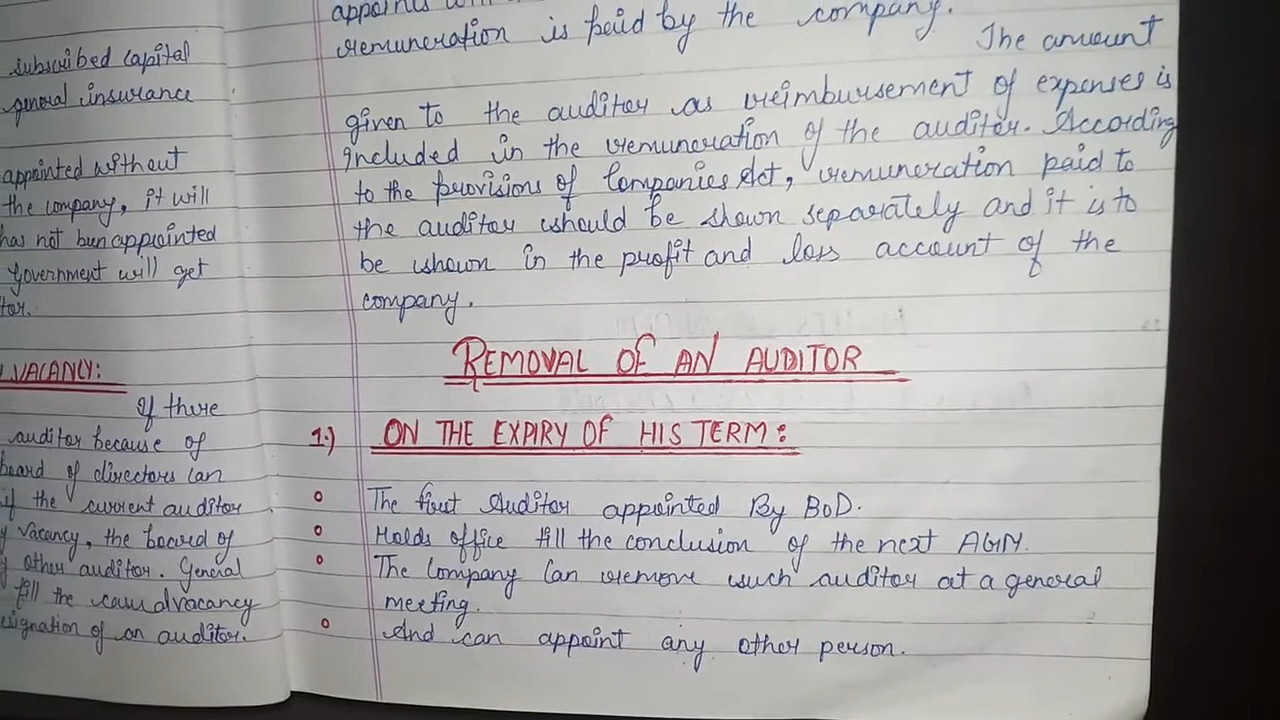 subscribed capital
general insurance
appointed without
the company, it will
has not been appointed
Government will get
tor.
VACANCY:
If there
auditor because of
board of directors can
if the current auditor
vacancy, the board of
other auditor. General
fill the casual vacancy
signation of an auditor.
remuneration is paid by the company.
The amount
given to the auditor as reimbursement of expenses is
included in the remuneration of the auditor. According
to the provisions of Companies Act, remuneration paid to
the auditor should be shown separately and it is to
be shown in the profit and loss account of the
company.
REMOVAL OF AN AUDITOR
1.) ON THE EXPIRY OF HIS TERM:
o The first Auditor appointed By BoD.
o Holds office till the conclusion of the next AGM.
o The Company Can remove such auditor at a general
meeting.
o And can appoint any other person.